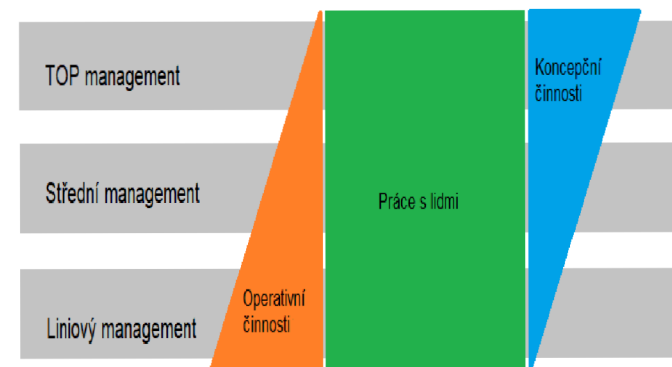 TOP management
Koncepční
činnosti
Střední management
Práce s lidmi
Operativní
činnosti
Liniový management